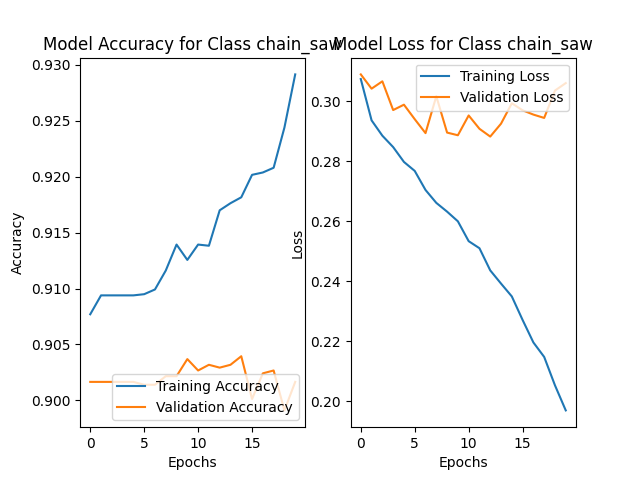 Model Accuracy for Class chain_saw
Model Loss for Class chain_saw
0.930
0.925
0.920
0.915
0.910
0.905
0.900
Accuracy
0
5
10
15
Epochs
Training Accuracy
Validation Accuracy
0.30
0.28
0.26
0.24
0.22
0.20
Loss
0
5
10
15
Epochs
Training Loss
Validation Loss